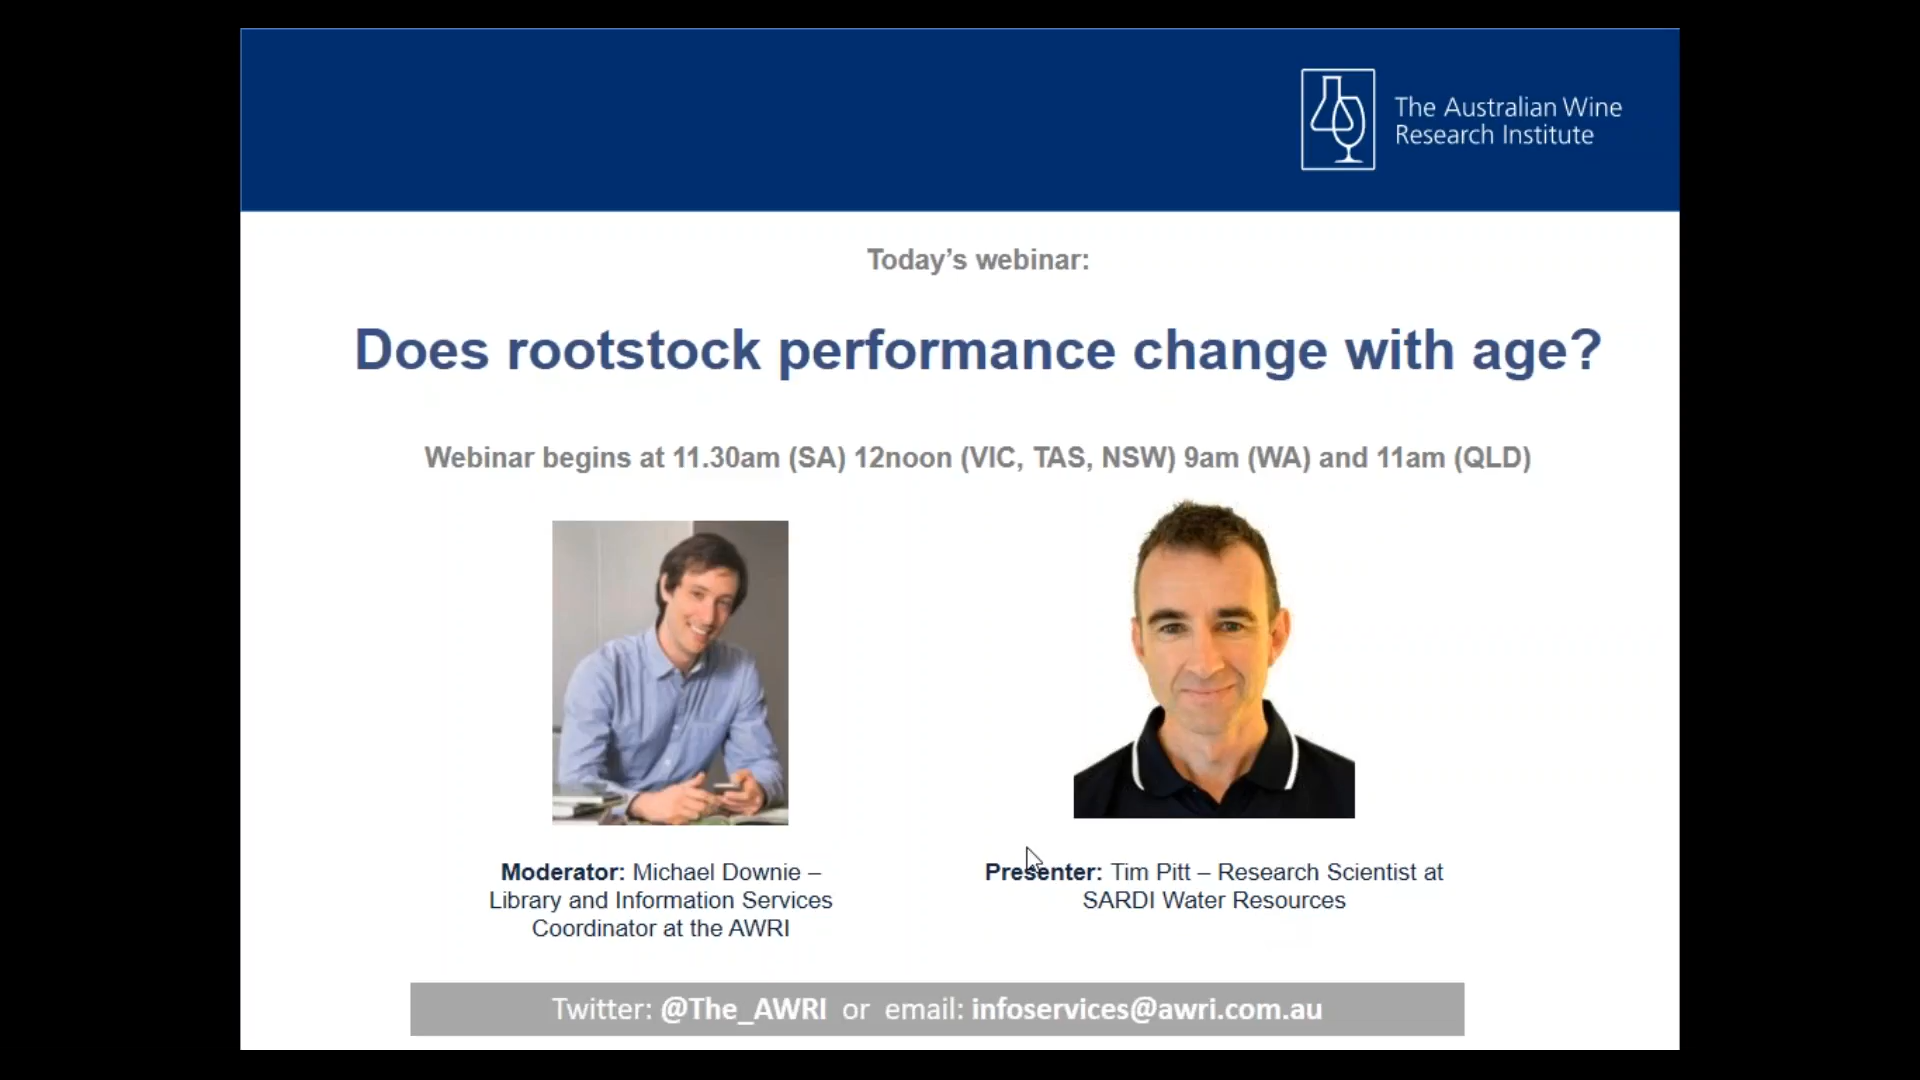 The Australian Wine
Research Institute
Today's webinar:
Does rootstock performance change with age?
Webinar begins at 11.30am (SA) 12noon (VIC, TAS, NSW) 9am (WA) and 11am (QLD)
Moderator: Michael Downie –
Library and Information Services
Coordinator at the AWRI
Presenter: Tim Pitt – Research Scientist at
SARDI Water Resources
Twitter: @The_AWRI or email: infoservices@awri.com.au